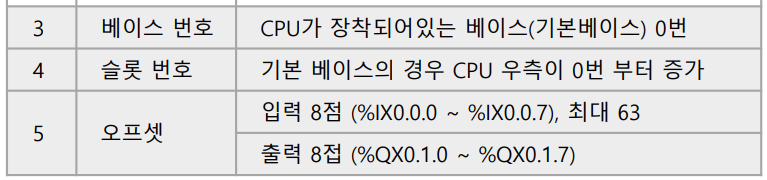 3 베이스 번호 CPU가 장착되어있는 베이스(기본베이스) 0번
4 슬롯 번호 기본 베이스의 경우 CPU 우측이 0번 부터 증가
5 오프셋 입력 8점 (%IX0.0.0 ~ %IX0.0.7), 최대 63
출력 8접 (%QX0.1.0 ~ %QX0.1.7)